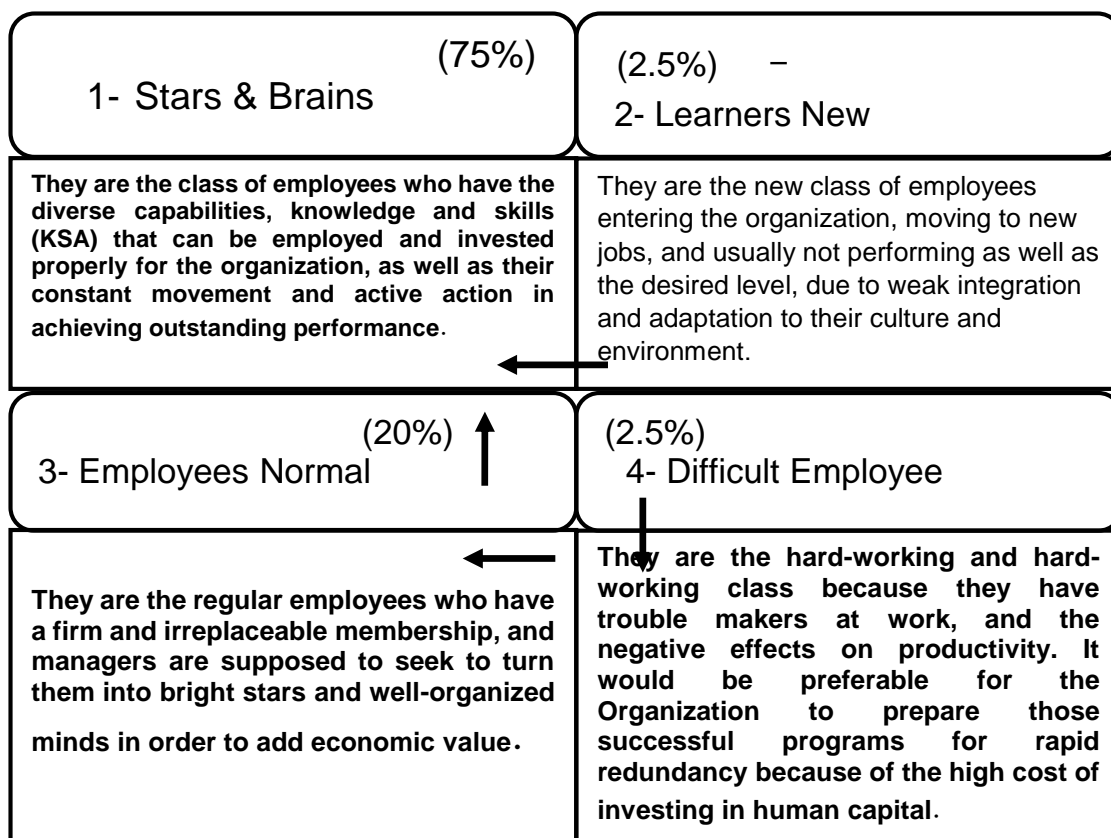 (75%)
1- Stars & Brains
(2.5%) –
2- Learners New
They are the class of employees who have the
diverse capabilities, knowledge and skills
(KSA) that can be employed and invested
properly for the organization, as well as their
constant movement and active action in
achieving outstanding performance.
They are the new class of employees
entering the organization, moving to new
jobs, and usually not performing as well as
the desired level, due to weak integration
and adaptation to their culture and
environment.
(20%)
3- Employees Normal
(2.5%)
4- Difficult Employee
They are the regular employees who have
a firm and irreplaceable membership, and
managers are supposed to seek to turn
them into bright stars and well-organized
minds in order to add economic value.
They are the hard-working and hard-
working class because they have
trouble makers at work, and the
negative effects on productivity. It
would be preferable for the
Organization to prepare those
successful programs for rapid
redundancy because of the high cost of
investing in human capital.